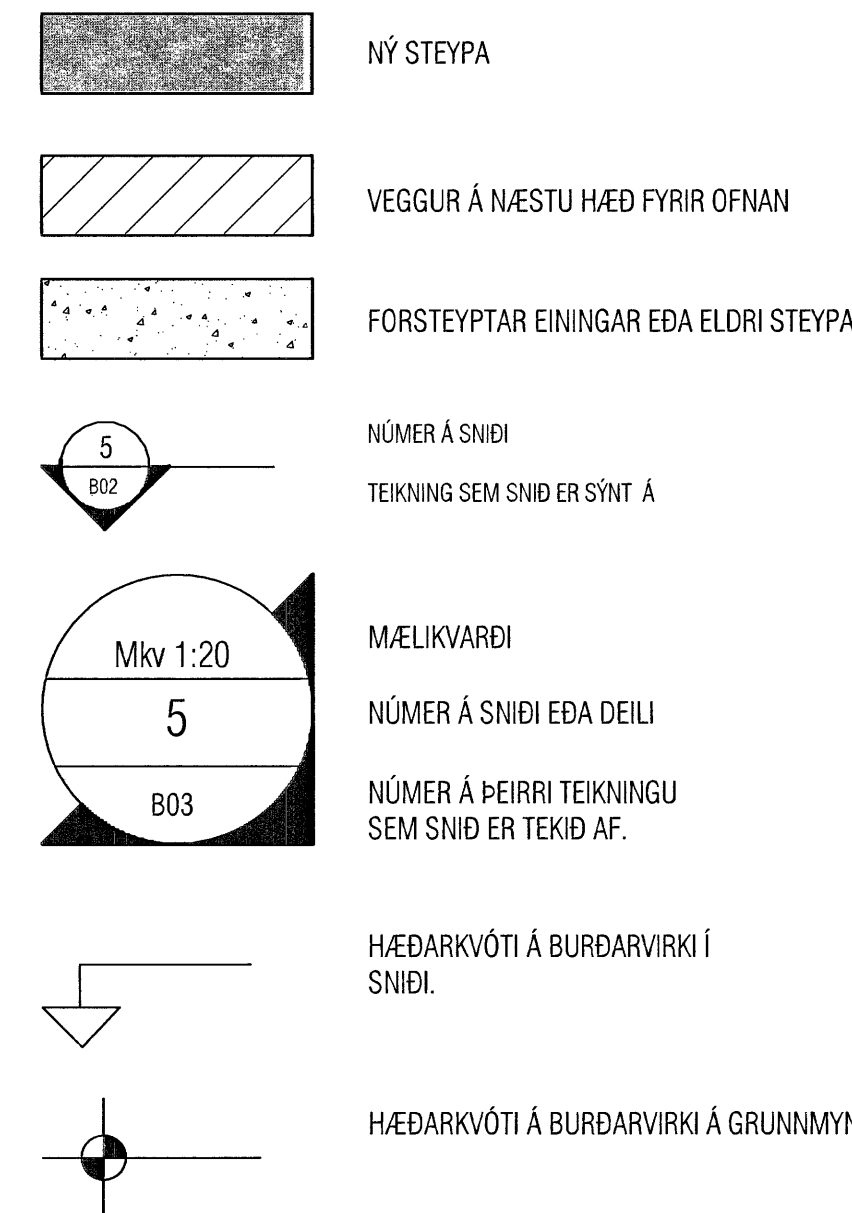 NÝ STEYPA
VEGGUR Á NÆSTU HÆÐ FYRIR OFNAN
FORSTEYPTAR EININGAR EÐA ELDRI STEYPA
5
B02
NÚMER Á SNIÐI
TEIKNING SEM SNIÐ ER SÝNT Á
Mkv 1:20
5
B03
MÆLIKVARÐI
NÚMER Á SNIÐI EÐA DEILI
NÚMER Á ÞEIRRI TEIKNINGU
SEM SNIÐ ER TEKIÐ AF.
HÆÐARKVÓTI Á BURÐARVIRKI Í
SNIÐI.
HÆÐARKVÓTI Á BURÐARVIRKI Á